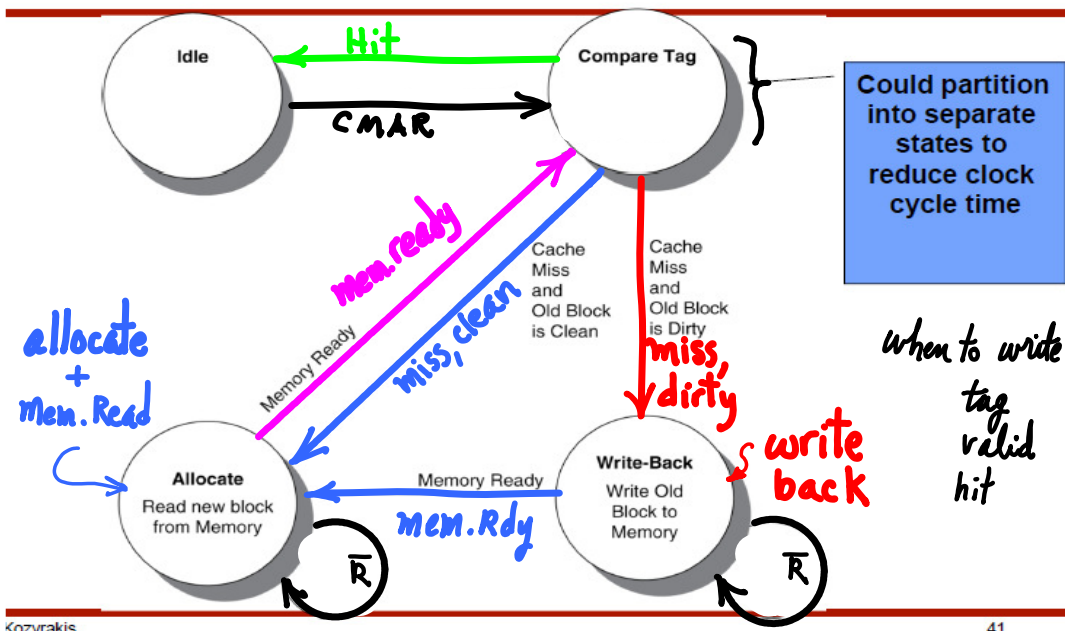 Hit
Idle
Compare Tag
CMAR
Could partition
into separate
states to
reduce clock
cycle time
mem.ready
Memory Ready
miss, clean
Cache
Miss
and
Old Block
is Clean
Cache
Miss
and
Old Block
is Dirty
miss,
dirty
allocate
+
mem.Read
when to write
tag
valid
hit
Allocate
Read new block
from Memory
Memory Ready
mem.Rdy
Write-Back
Write Old
Block to
Memory
write
back
R̅
R̅
Kozyrakis
41